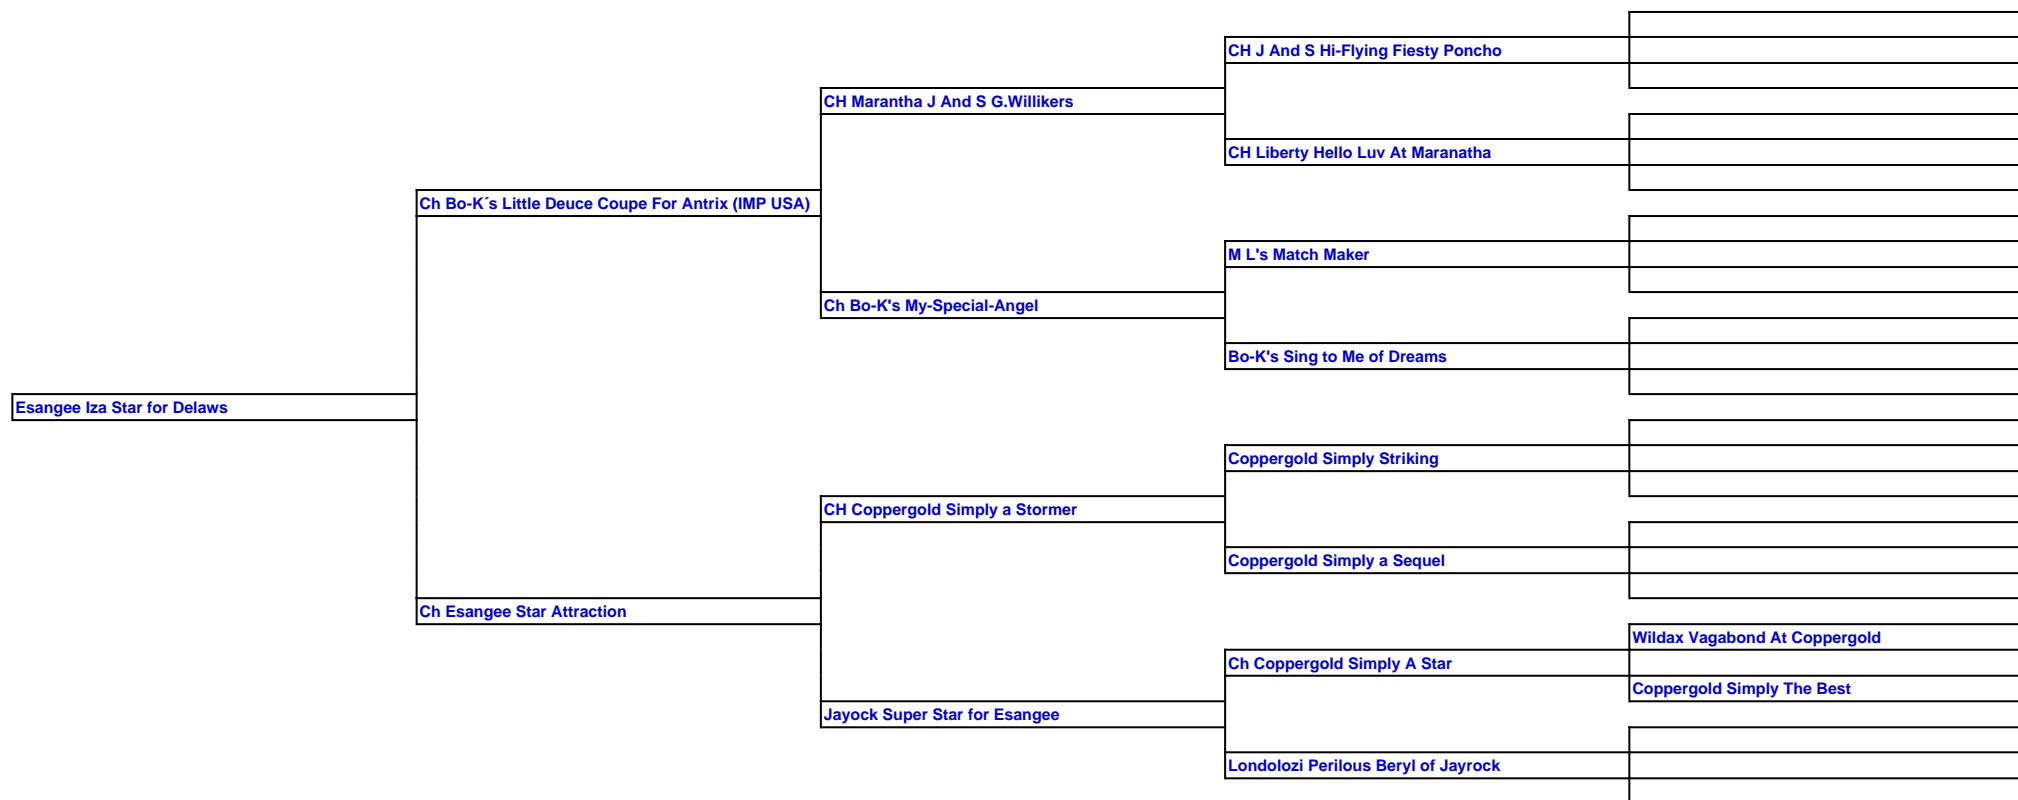 CH J And S Hi-Flying Fiesty Poncho
CH Marantha J And S G.Willikers
CH Liberty Hello Luv At Maranatha
Ch Bo-K´s Little Deuce Coupe For Antrix (IMP USA)
M L's Match Maker
Ch Bo-K's My-Special-Angel
Bo-K's Sing to Me of Dreams
Esangee Iza Star for Delaws
Coppergold Simply Striking
CH Coppergold Simply a Stormer
Coppergold Simply a Sequel
Ch Esangee Star Attraction
Wildax Vagabond At Coppergold
Ch Coppergold Simply A Star
Coppergold Simply The Best
Jayock Super Star for Esangee
Londolozi Perilous Beryl of Jayrock